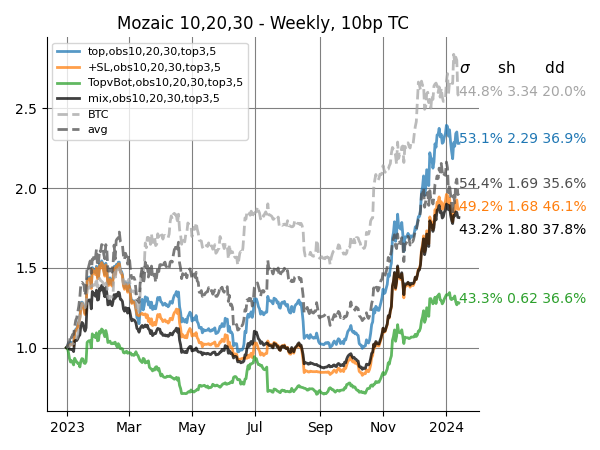 Mozaic 10,20,30 - Weekly, 10bp TC
top,obs10,20,30,top3,5
+SL,obs10,20,30,top3,5
TopvBot,obs10,20,30,top3,5
mix,obs10,20,30,top3,5
BTC
avg
σ sh dd
44.8% 3.34 20.0%
53.1% 2.29 36.9%
54.4% 1.69 35.6%
49.2% 1.68 46.1%
43.2% 1.80 37.8%
43.3% 0.62 36.6%
2.5
2.0
1.5
1.0
2023 Mar May Jul Sep Nov 2024